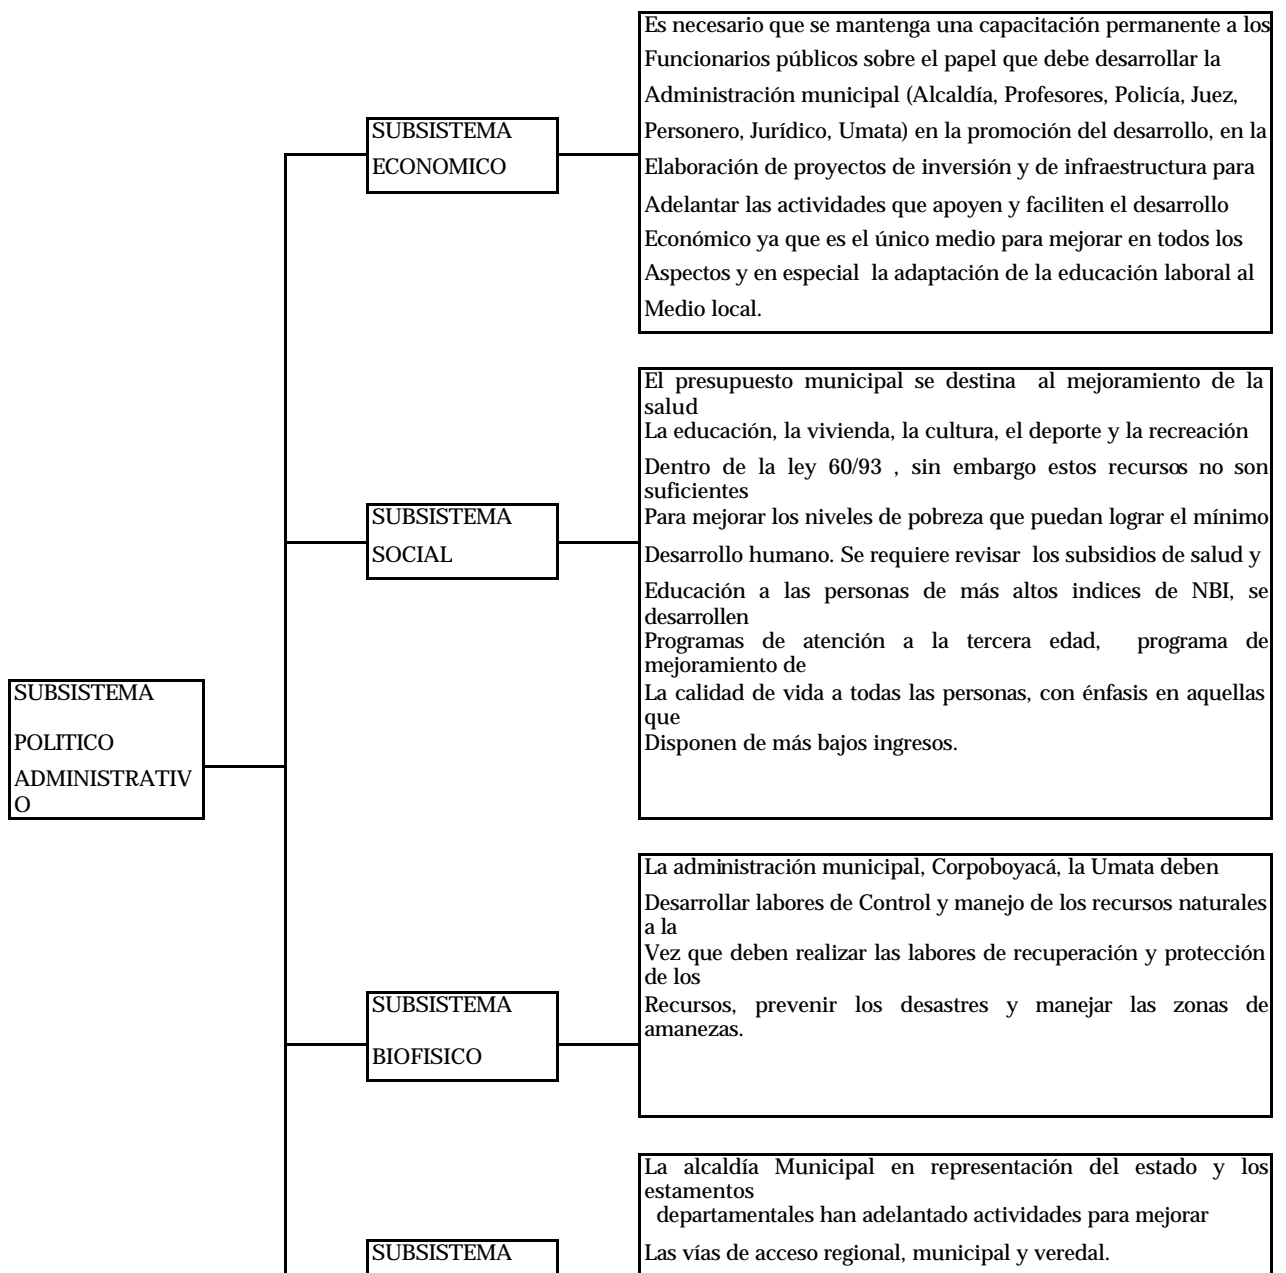 Es necesario que se mantenga una capacitación permanente a los
Funcionarios públicos sobre el papel que debe desarrollar la
Administración municipal (Alcaldía, Profesores, Policía, Juez,
Personero, Jurídico, Umata) en la promoción del desarrollo, en la
Elaboración de proyectos de inversión y de infraestructura para
Adelantar las actividades que apoyen y faciliten el desarrollo
Económico ya que es el único medio para mejorar en todos los
Aspectos y en especial la adaptación de la educación laboral al
Medio local.
SUBSISTEMA
ECONOMICO
El presupuesto municipal se destina al mejoramiento de la
salud
La educación, la vivienda, la cultura, el deporte y la recreación
Dentro de la ley 60/93 , sin embargo estos recursos no son
suficientes
Para mejorar los niveles de pobreza que puedan lograr el mínimo
Desarrollo humano. Se requiere revisar los subsidios de salud y
Educación a las personas de más altos indices de NBI, se
desarrollen
Programas de atención a la tercera edad, programa de
mejoramiento de
La calidad de vida a todas las personas, con énfasis en aquellas
que
Disponen de más bajos ingresos.
SUBSISTEMA
SOCIAL
SUBSISTEMA
POLITICO
ADMINISTRATIV
O
La administración municipal, Corpoboyacá, la Umata deben
Desarrollar labores de Control y manejo de los recursos naturales
a la
Vez que deben realizar las labores de recuperación y protección
de los
Recursos, prevenir los desastres y manejar las zonas de
amanezas.
SUBSISTEMA
BIOFISICO
La alcaldía Municipal en representación del estado y los
estamentos
departamentales han adelantado actividades para mejorar
Las vías de acceso regional, municipal y veredal.
SUBSISTEMA